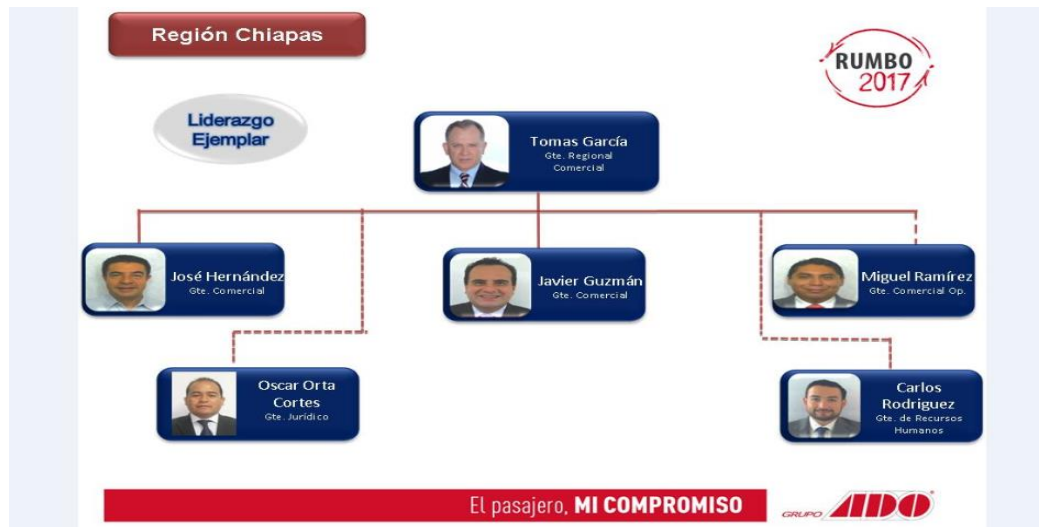 Región Chiapas
RUMBO
2017
Liderazgo
Ejemplar
Tomas García
Gte. Regional
Comercial
José Hernández
Gte. Comercial
Javier Guzmán
Gte. Comercial
Miguel Ramírez
Gte. Comercial Op.
Oscar Orta
Cortes
Gte. Jurídico
Carlos
Rodriguez
Gte. de Recursos
Humanos
El pasajero, MI COMPROMISO
GRUPO ADO